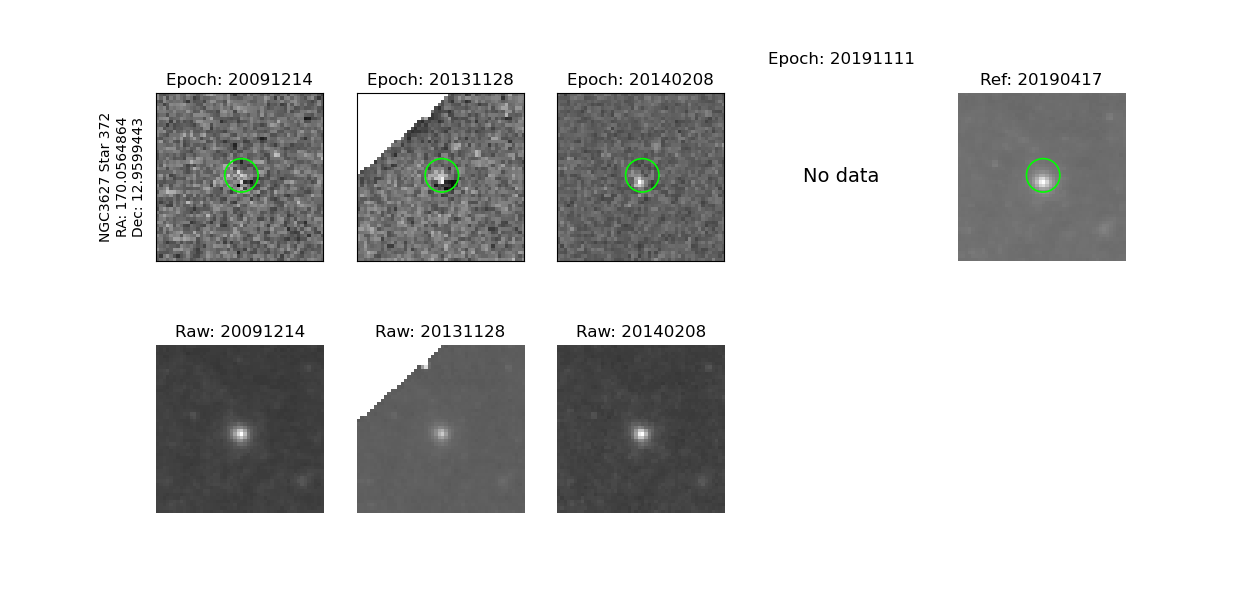 Epoch: 20191111
Epoch: 20091214
Epoch: 20131128
Epoch: 20140208
Ref: 20190417
NGC3627 Star 372
RA: 170.0564864
Dec: 12.9599443
No data
Raw: 20091214
Raw: 20131128
Raw: 20140208